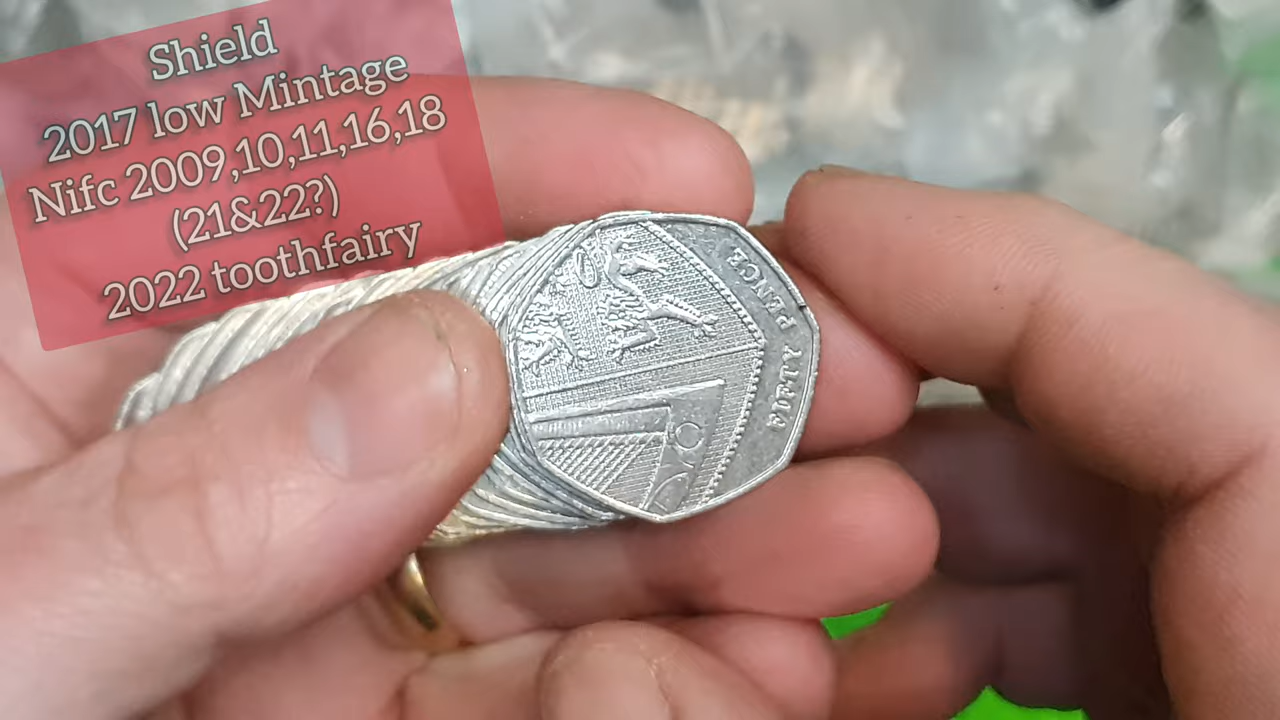 Shield
2017 low Mintage
Nifc 2009,10,11,16,18
(21&22?)
2022 toothfairy
FIFTY PENCE